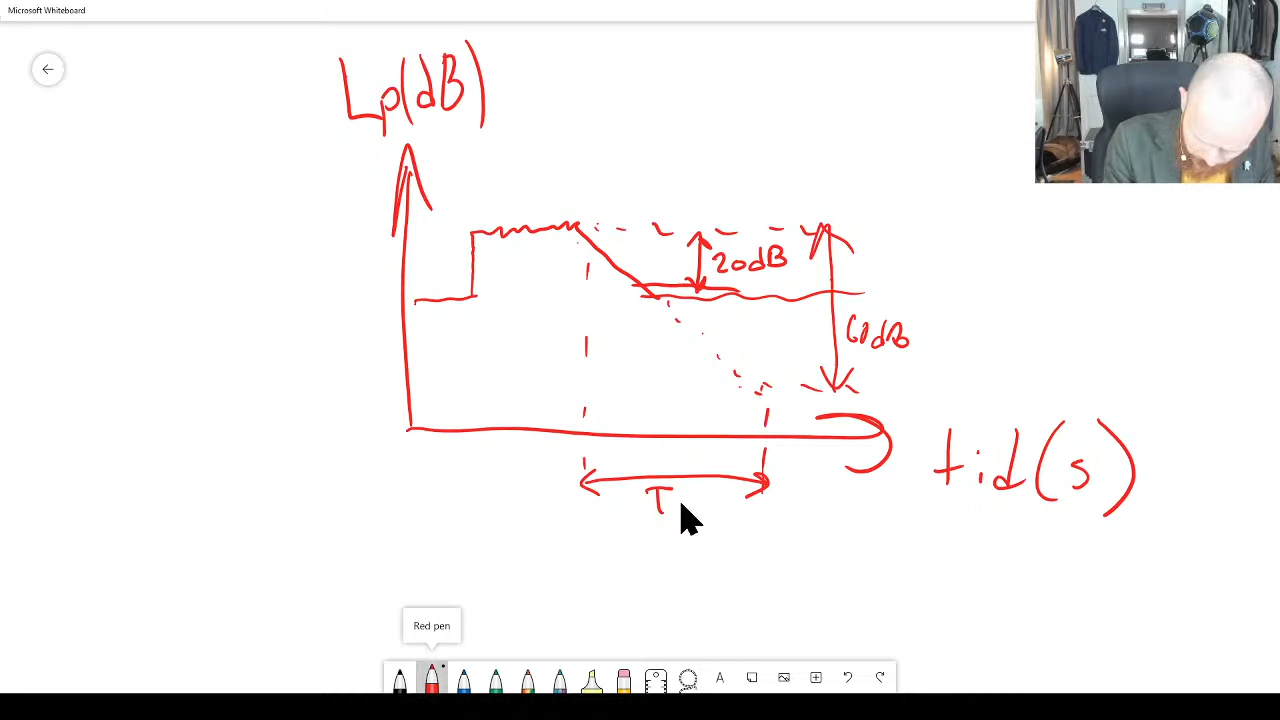 Microsoft Whiteboard
Lp(dB)
20dB
60dB
tid(s)
T
Red pen
A